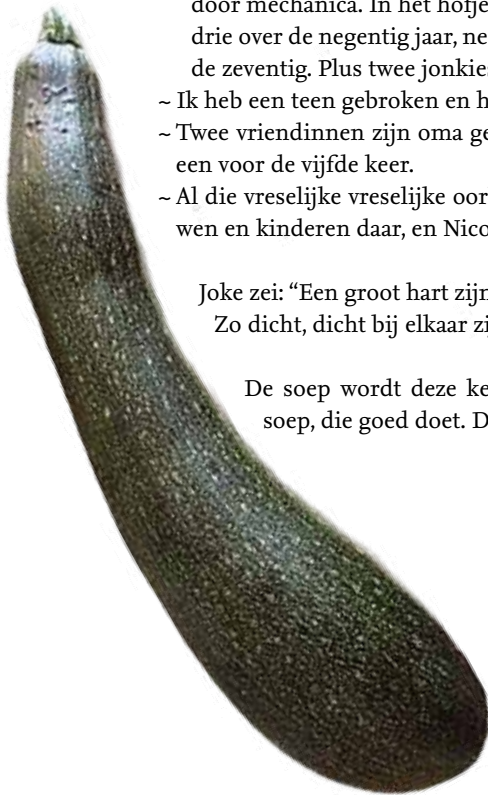 door mechanica. In het hofje
drie over de negentig jaar, ne
de zeventig. Plus twee jonkies
~ Ik heb een teen gebroken en h
~ Twee vriendinnen zijn oma ge
een voor de vijfde keer.
~ Al die vreselijke vreselijke oor
wen en kinderen daar, en Nico
Joke zei: “Een groot hart zijn
Zo dicht, dicht bij elkaar zij
De soep wordt deze ke
soep, die goed doet. D